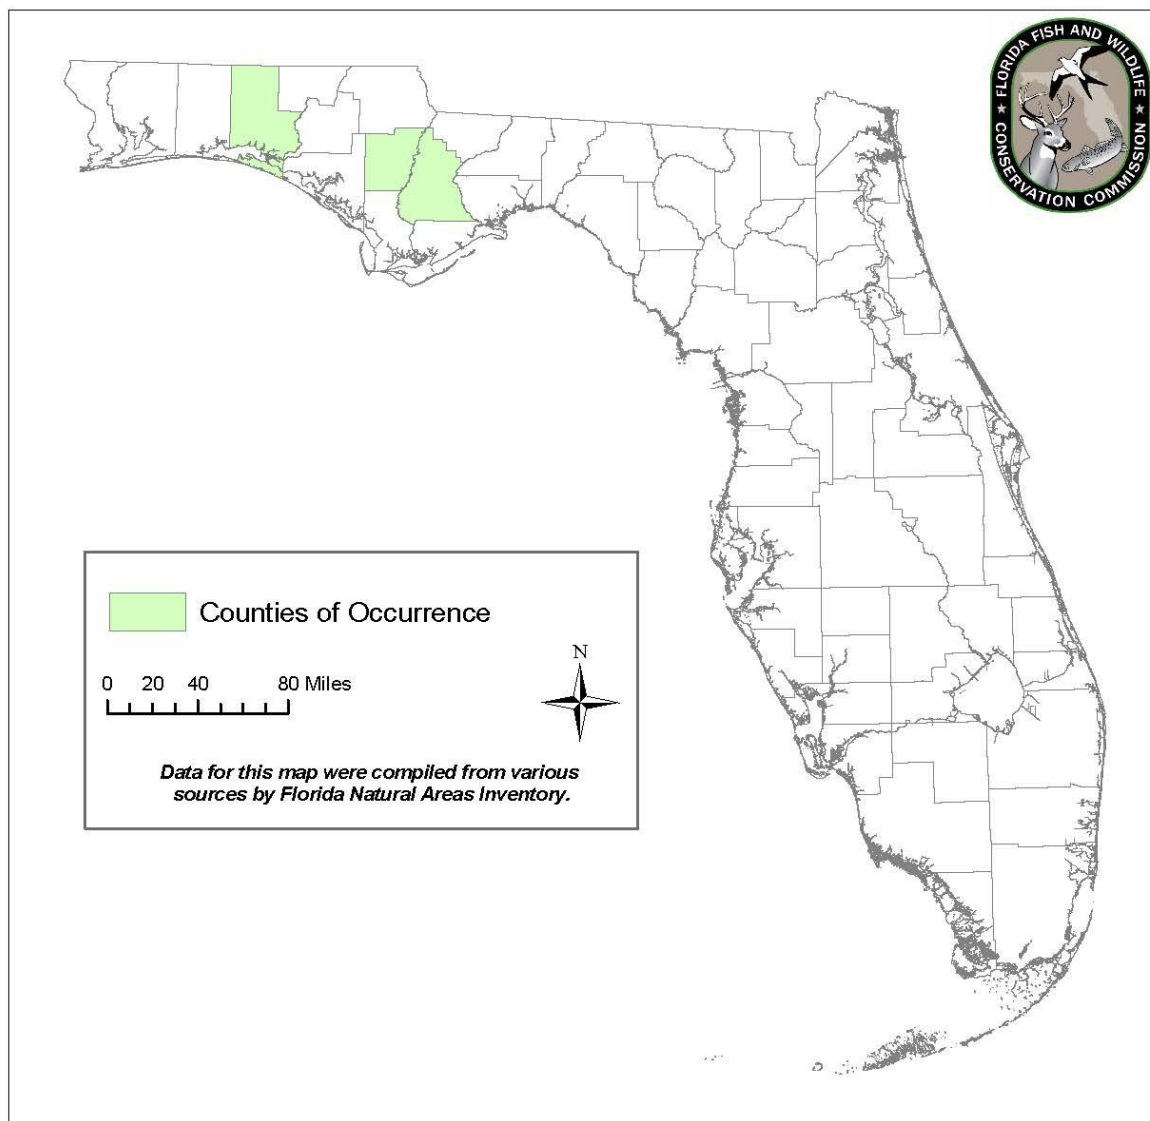 FLORIDA FISH AND WILDLIFE
CONSERVATION COMMISSION
Counties of Occurrence
N
0 20 40 80 Miles
Data for this map were compiled from various
sources by Florida Natural Areas Inventory.